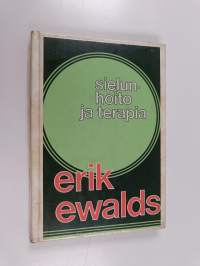 sielun-
hoito
ja terapia
erik
ewalds